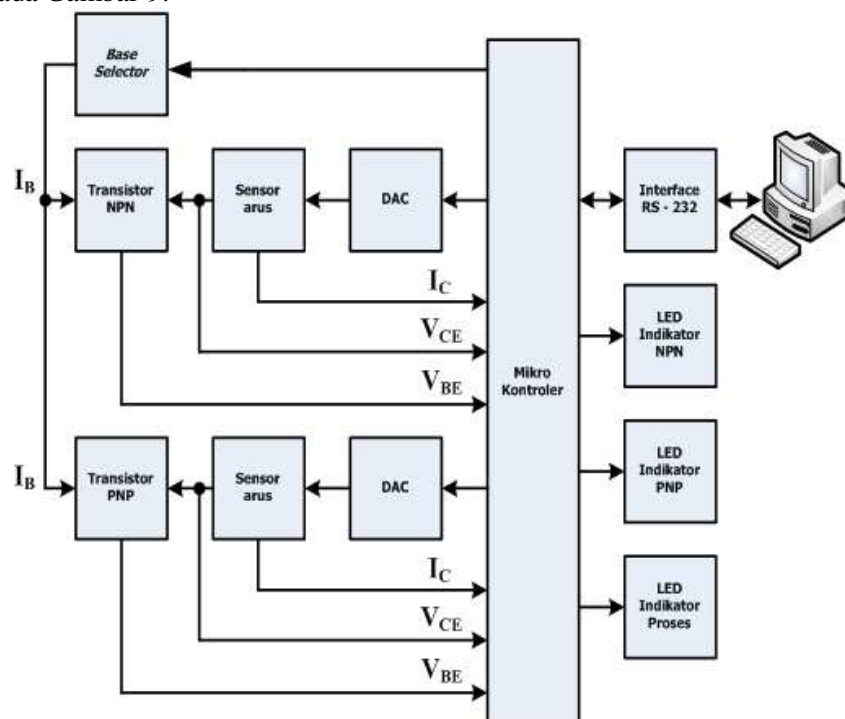 ada Gambar 9.
Base
Selector
I_B
Transistor
NPN
Sensor
arus
DAC
Interface
RS - 232
I_C
V_CE
V_BE
Mikro
Kontroler
LED
Indikator
NPN
I_B
Transistor
PNP
Sensor
arus
DAC
LED
Indikator
PNP
I_C
V_CE
V_BE
LED
Indikator
Proses